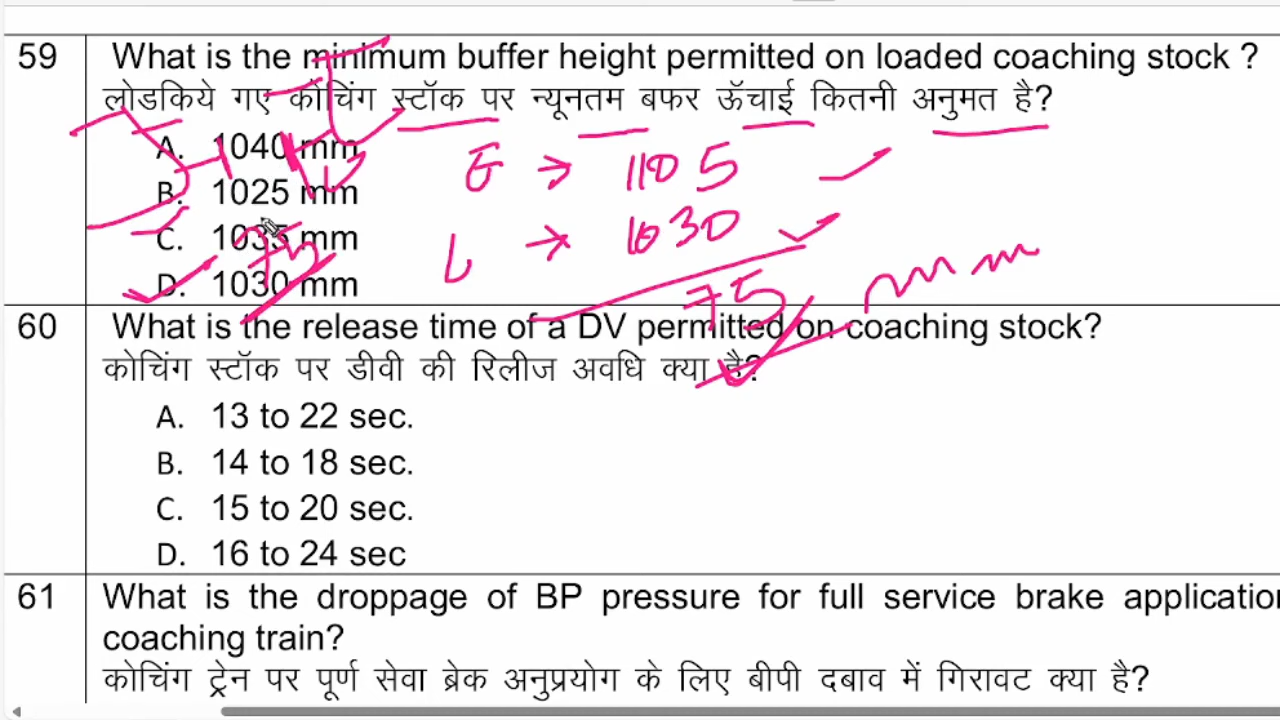 59 What is the minimum buffer height permitted on loaded coaching stock ?
लोडकिये गए कोचिंग स्टॉक पर न्यूनतम बफर ऊॅचाई कितनी अनुमत है?
A. 1040 mm
B. 1025 mm
C. 1035 mm
D. 1030 mm
E → 1105
L → 1030
75 mm
60 What is the release time of a DV permitted on coaching stock?
कोचिंग स्टॉक पर डीवी की रिलीज अवधि क्या है?
A. 13 to 22 sec.
B. 14 to 18 sec.
C. 15 to 20 sec.
D. 16 to 24 sec
61 What is the droppage of BP pressure for full service brake application
coaching train?
कोचिंग ट्रेन पर पूर्ण सेवा ब्रेक अनुप्रयोग के लिए बीपी दबाव में गिरावट क्या है?